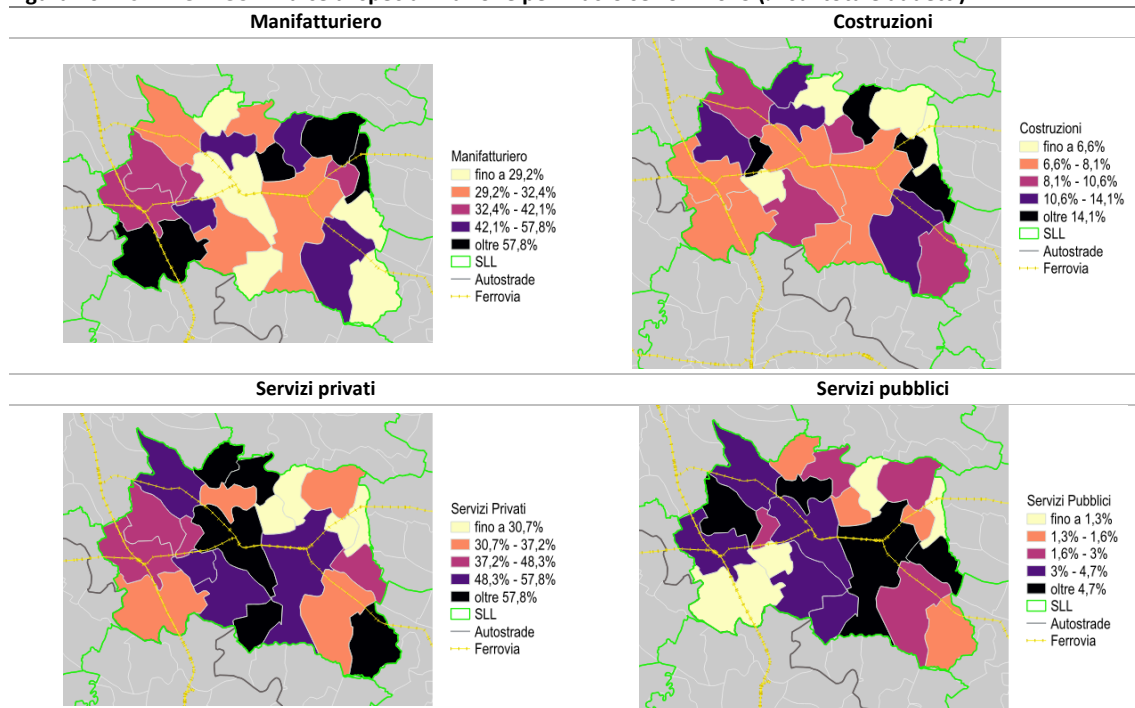 Manifatturiero
Costruzioni
Manifatturiero
fino a 29,2%
29,2% - 32,4%
32,4% - 42,1%
42,1% - 57,8%
oltre 57,8%
SLL
Autostrade
Ferrovia
Costruzioni
fino a 6,6%
6,6% - 8,1%
8,1% - 10,6%
10,6% - 14,1%
oltre 14,1%
SLL
Autostrade
Ferrovia
Servizi privati
Servizi pubblici
Servizi Privati
fino a 30,7%
30,7% - 37,2%
37,2% - 48,3%
48,3% - 57,8%
oltre 57,8%
SLL
Autostrade
Ferrovia
Servizi Pubblici
fino a 1,3%
1,3% - 1,6%
1,6% - 3%
3% - 4,7%
oltre 4,7%
SLL
Autostrade
Ferrovia